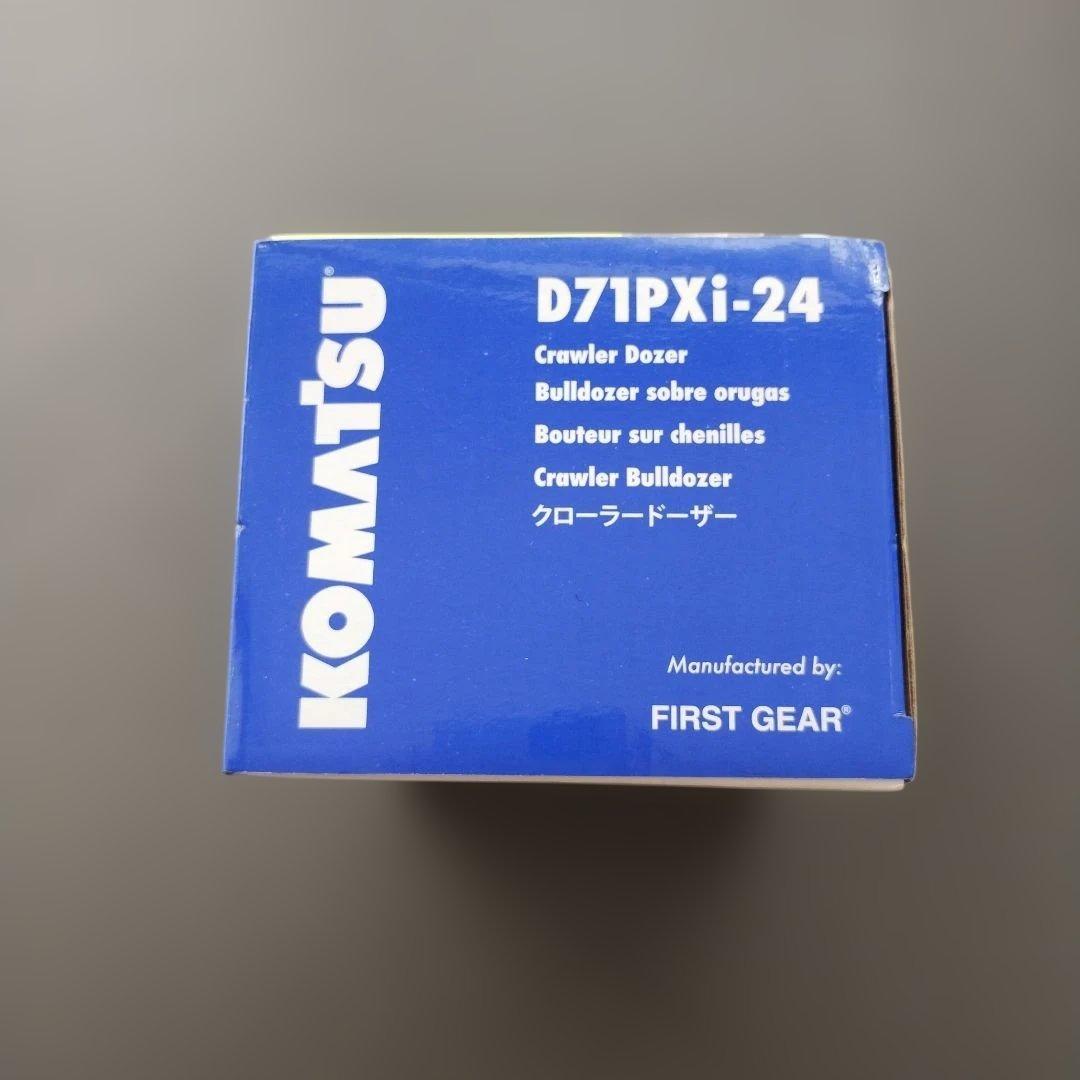 KOMATSU®
D71PXi-24
Crawler Dozer
Bulldozer sobre orugas
Bouteur sur chenilles
Crawler Bulldozer
クローラードーザー
Manufactured by:
FIRST GEAR®